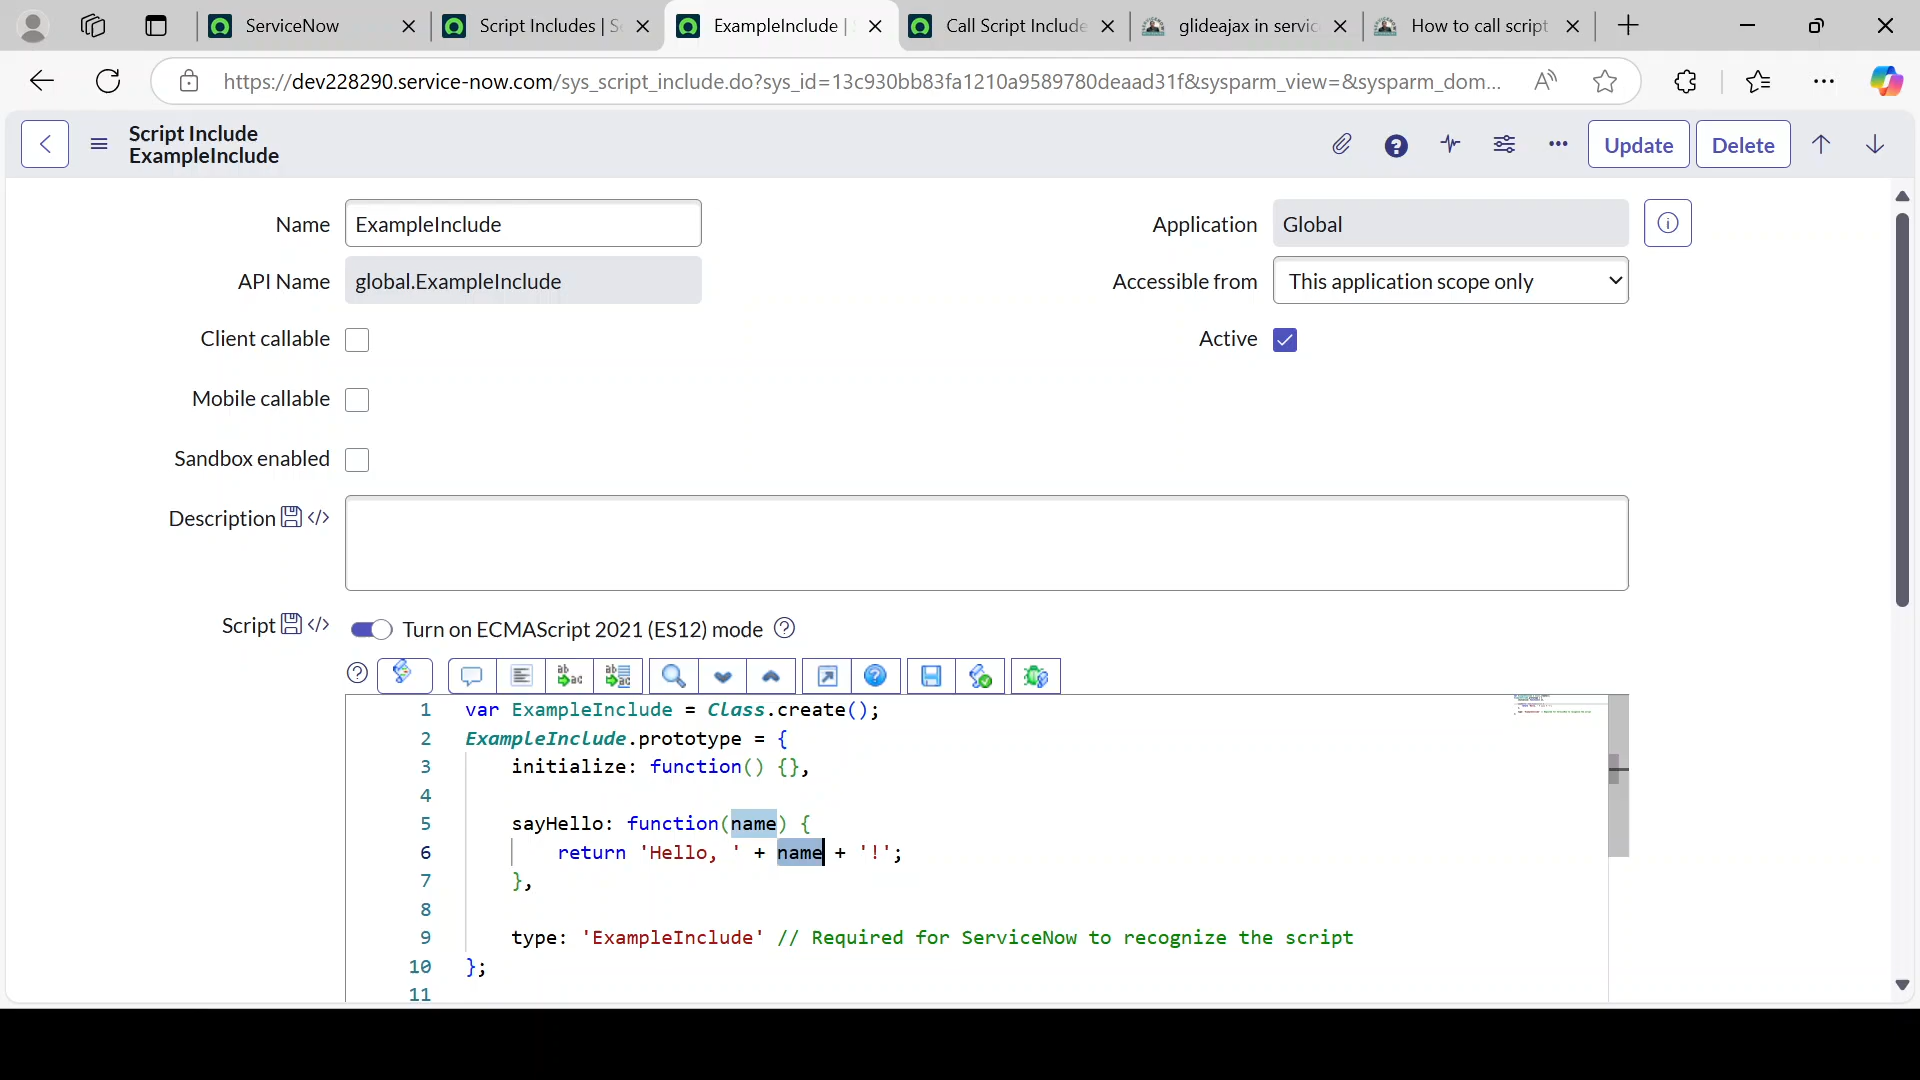 ServiceNow
Script Includes | S
ExampleInclude |
Call Script Include
glideajax in servic
How to call script
https://dev228290.service-now.com/sys_script_include.do?sys_id=13c930bb83fa1210a9589780deaad31f&sysparm_view=&sysparm_dom...
Script Include
ExampleInclude
Update
Delete
Name
ExampleInclude
Application
Global
API Name
global.ExampleInclude
Accessible from
This application scope only
Client callable
Active
Mobile callable
Sandbox enabled
Description
Script
Turn on ECMAScript 2021 (ES12) mode
1 var ExampleInclude = Class.create();
2 ExampleInclude.prototype = {
3 initialize: function() {},
4
5 sayHello: function(name) {
6 return 'Hello, ' + name + '!';
7 },
8
9 type: 'ExampleInclude' // Required for ServiceNow to recognize the script
10 };
11